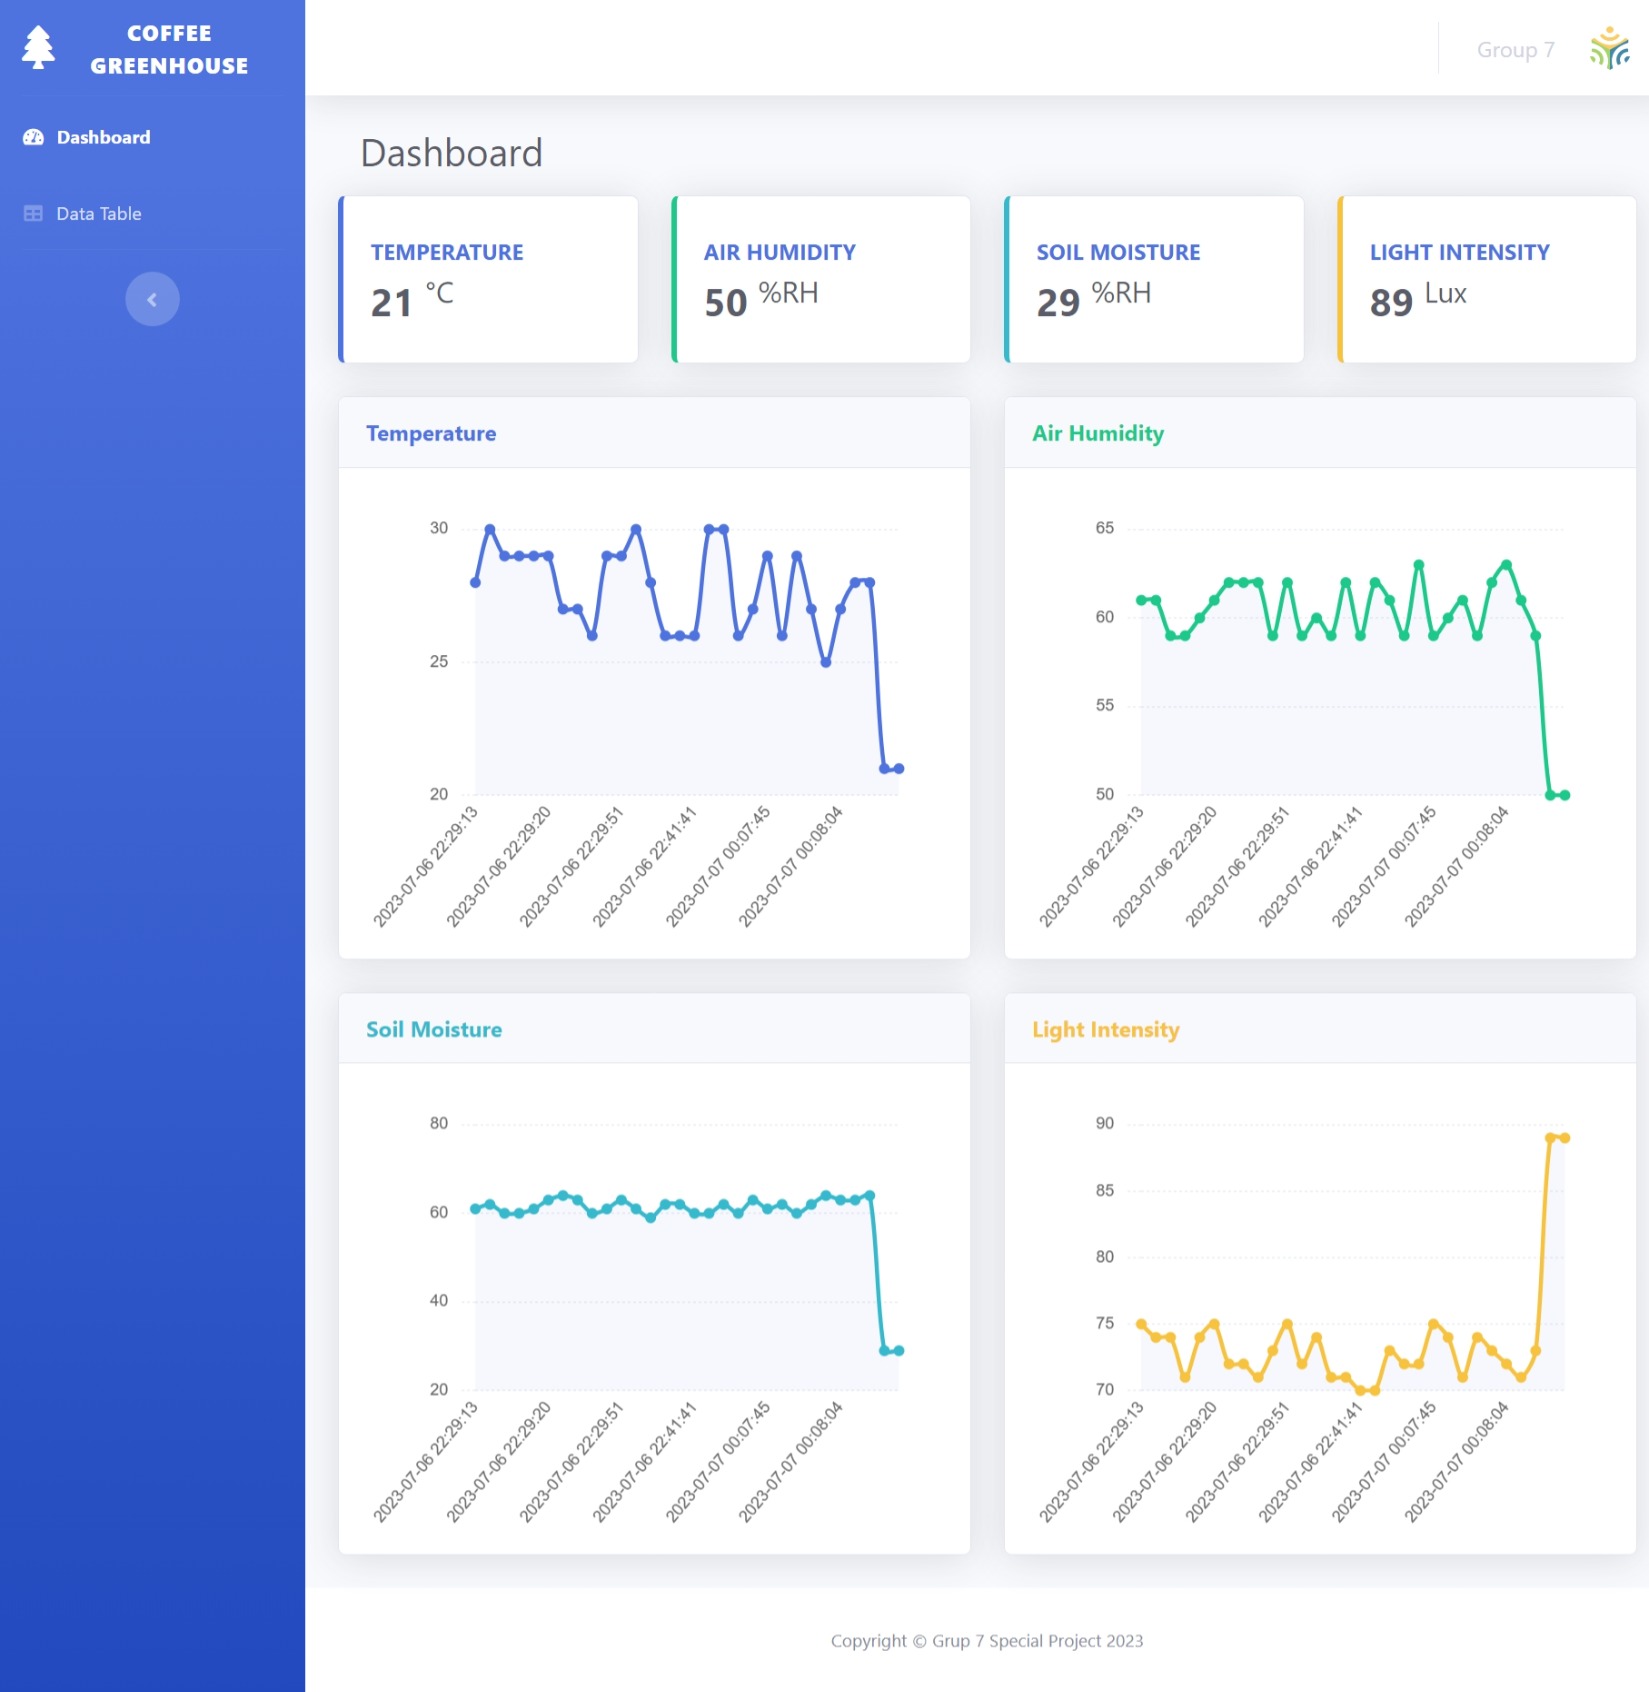 COFFEE
GREENHOUSE
Dashboard
Data Table
Group 7
Dashboard
TEMPERATURE
21 °C
AIR HUMIDITY
50 %RH
SOIL MOISTURE
29 %RH
LIGHT INTENSITY
89 Lux
Temperature
30
25
20
2023-07-06 22:29:13
2023-07-06 22:29:20
2023-07-06 22:29:51
2023-07-06 22:41:41
2023-07-07 00:07:45
2023-07-07 00:08:04
Air Humidity
65
60
55
50
2023-07-06 22:29:13
2023-07-06 22:29:20
2023-07-06 22:29:51
2023-07-06 22:41:41
2023-07-07 00:07:45
2023-07-07 00:08:04
Soil Moisture
80
60
40
20
2023-07-06 22:29:13
2023-07-06 22:29:20
2023-07-06 22:29:51
2023-07-06 22:41:41
2023-07-07 00:07:45
2023-07-07 00:08:04
Light Intensity
90
85
80
75
70
2023-07-06 22:29:13
2023-07-06 22:29:20
2023-07-06 22:29:51
2023-07-06 22:41:41
2023-07-07 00:07:45
2023-07-07 00:08:04
Copyright © Grup 7 Special Project 2023